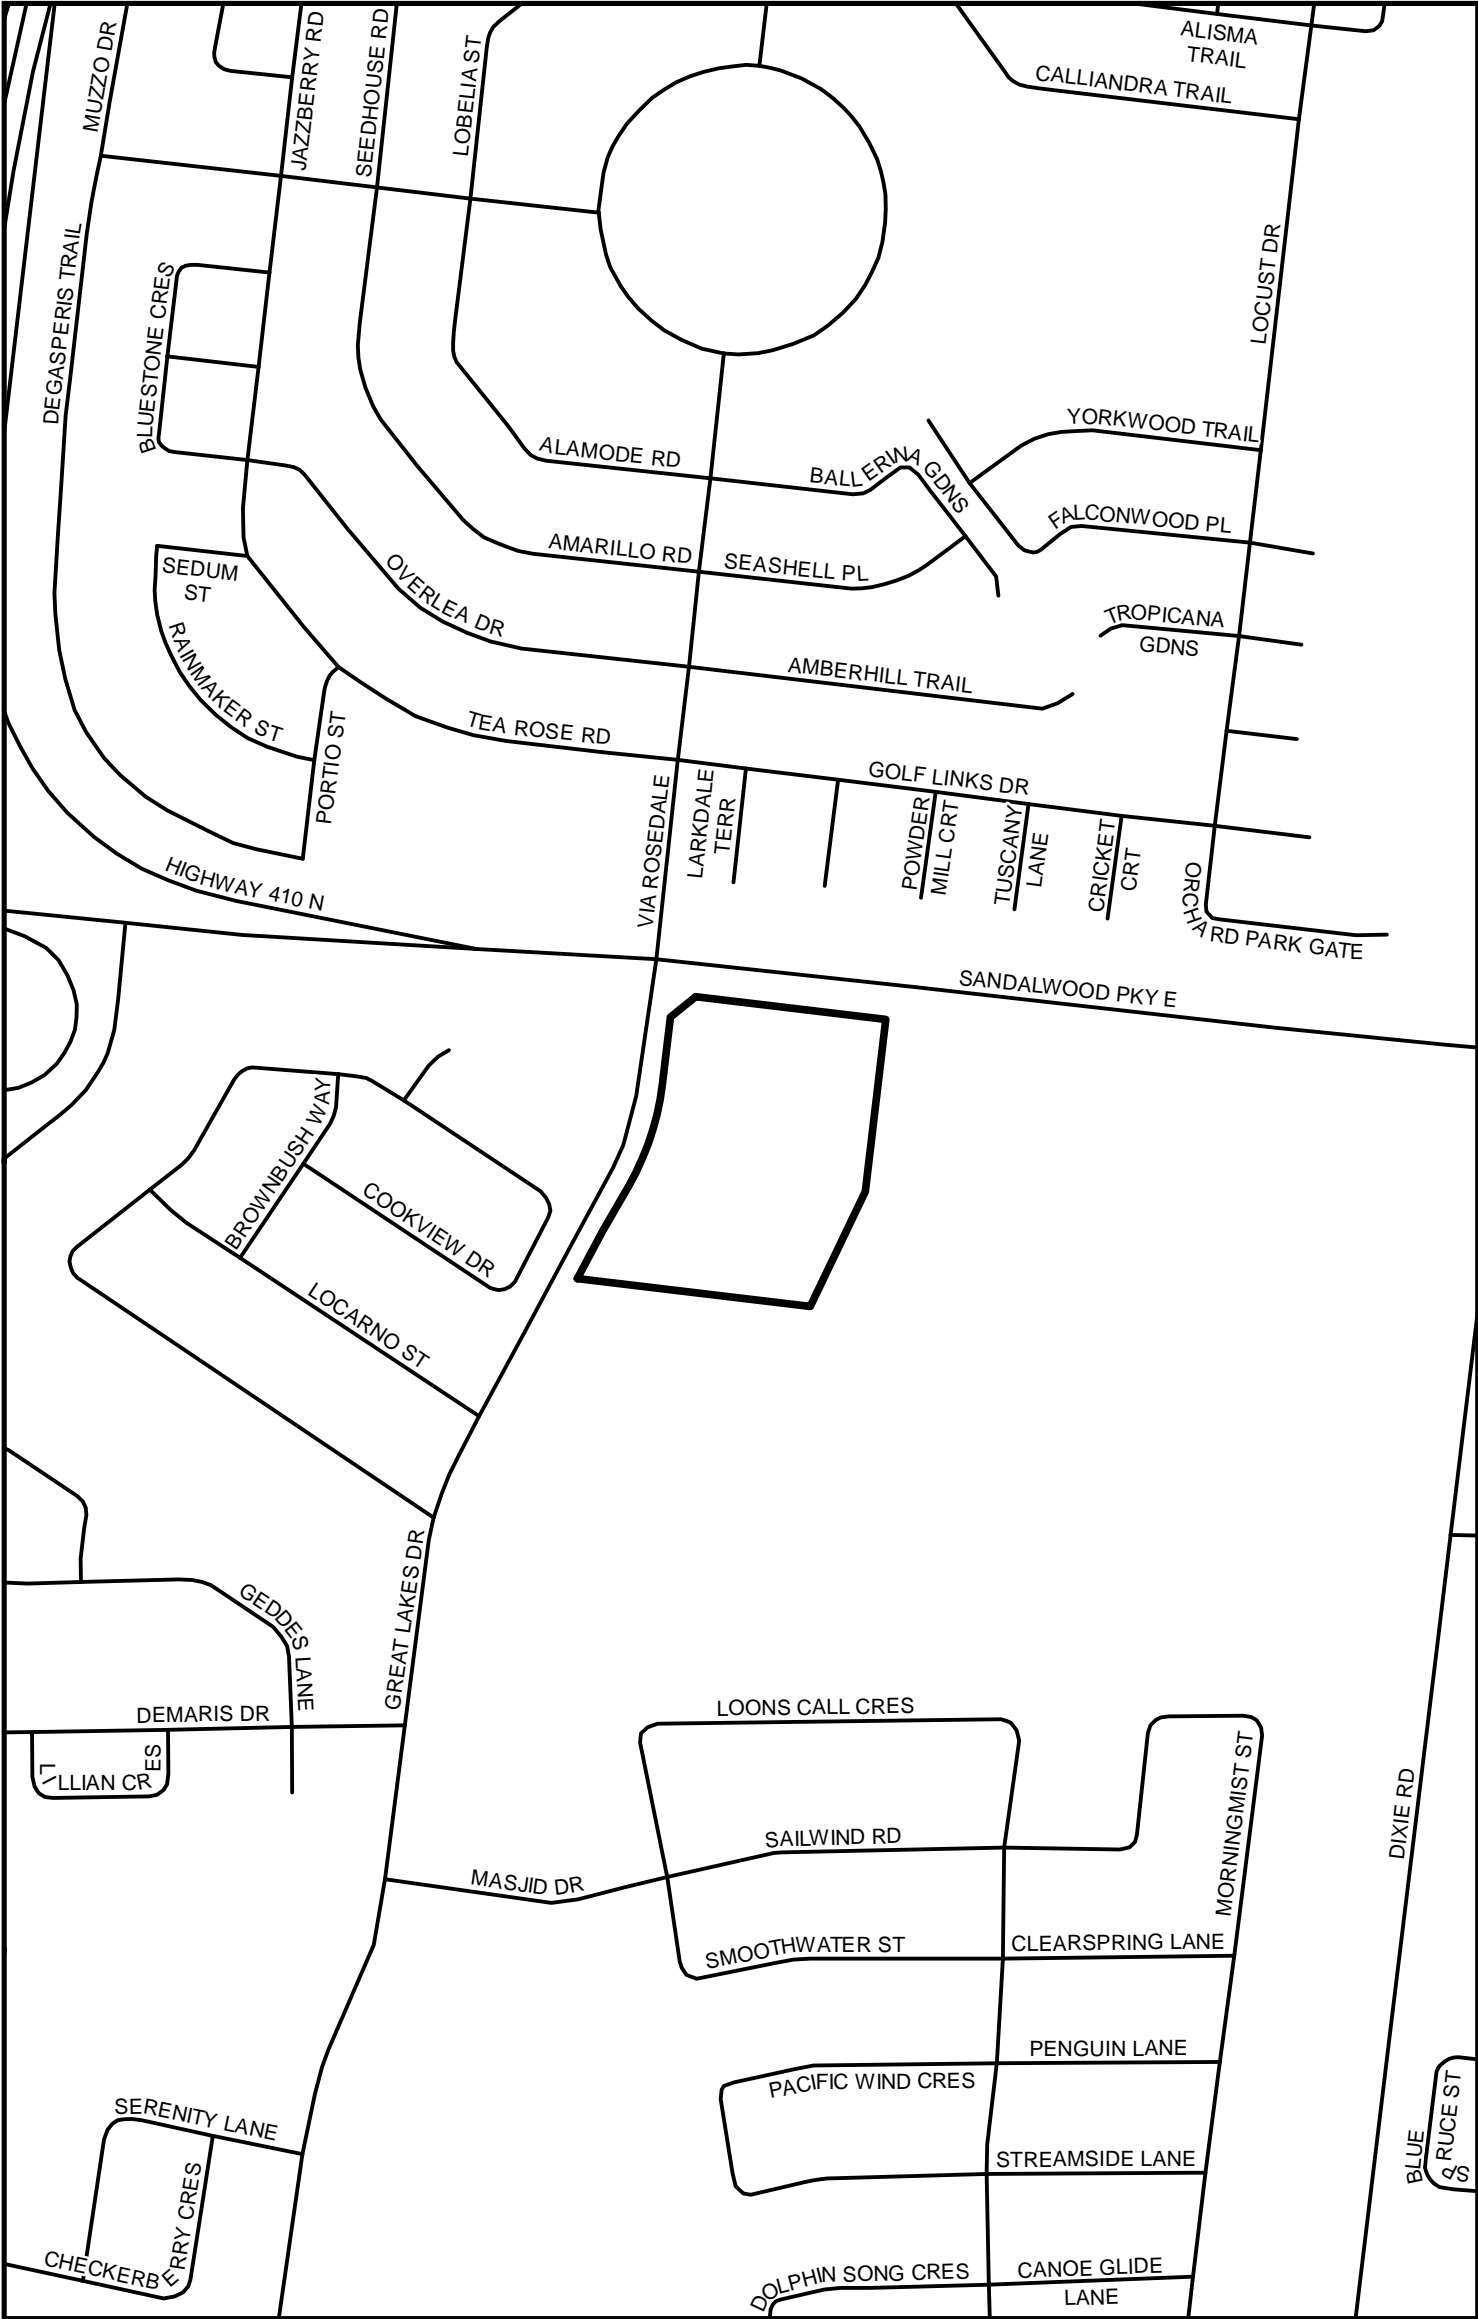 MUZZO DR
JAZZBERRY RD
SEEDHOUSE RD
LOBELIA ST
ALISMA
TRAIL
CALLIANDRA TRAIL
DEGASPERIS TRAIL
BLUESTONE CRES
LOCUST DR
ALAMODE RD
BALLERINA GDNS
YORKWOOD TRAIL
FALCONWOOD PL
AMARILLO RD
SEASHELL PL
SEDUM
ST
OVERLEA DR
TROPICANA
GDNS
RAINMAKER ST
AMBERHILL TRAIL
PORTIO ST
TEA ROSE RD
VIA ROSEDALE
LARKDALE
TERR
GOLF LINKS DR
POWDER
MILL CRT
TUSCANY
LANE
CRICKET
CRT
ORCHARD PARK GATE
HIGHWAY 410 N
SANDALWOOD PKY E
BROWNBUSH WAY
COOKVIEW DR
LOCARNO ST
GREAT LAKES DR
GEDDES LANE
DEMARIS DR
LILLIAN CRES
LOONS CALL CRES
SAILWIND RD
MORNINGMIST ST
DIXIE RD
MASJID DR
SMOOTHWATER ST
CLEARSPRING LANE
PENGUIN LANE
PACIFIC WIND CRES
SERENITY LANE
STREAMSIDE LANE
BLUE
SPRUCE ST
CHECKERBERRY CRES
DOLPHIN SONG CRES
CANOE GLIDE
LANE